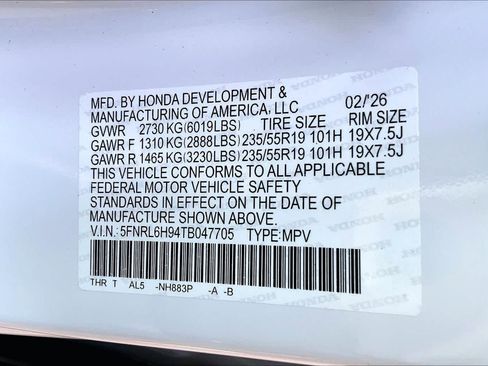 MFD. BY HONDA DEVELOPMENT &
MANUFACTURING OF AMERICA, LLC 02/'26
GVWR 2730 KG(6019LBS) TIRE SIZE RIM SIZE
GAWR F 1310 KG(2888LBS) 235/55R19 101H 19X7.5J
GAWR R 1465 KG(3230LBS) 235/55R19 101H 19X7.5J
THIS VEHICLE CONFORMS TO ALL APPLICABLE
FEDERAL MOTOR VEHICLE SAFETY
STANDARDS IN EFFECT ON THE DATE OF
MANUFACTURE SHOWN ABOVE.
V.I.N.: 5FNRL6H94TB047705 TYPE:MPV
THR T AL5 -NH883P -A -B